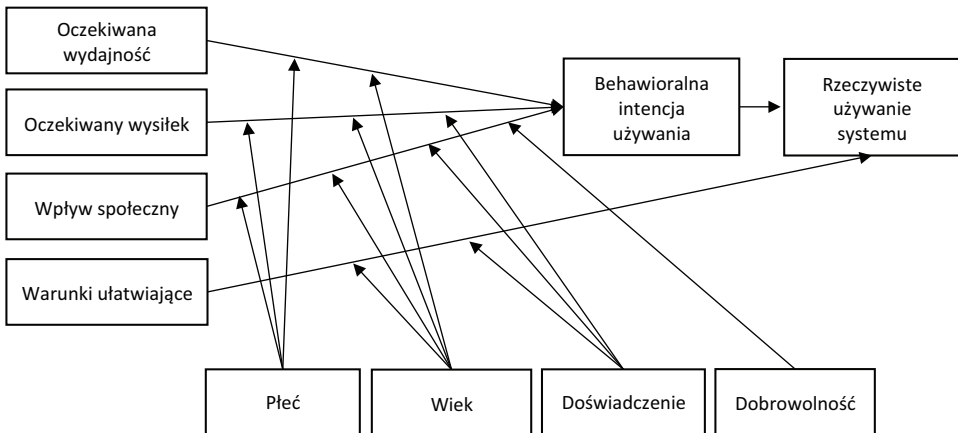 Oczekiwana
wydajność
Oczekiwany wysiłek
Wpływ społeczny
Warunki ułatwiające
Behawioralna
intencja
używania
Rzeczywiste
używanie
systemu
Płeć
Wiek
Doświadczenie
Dobrowolność